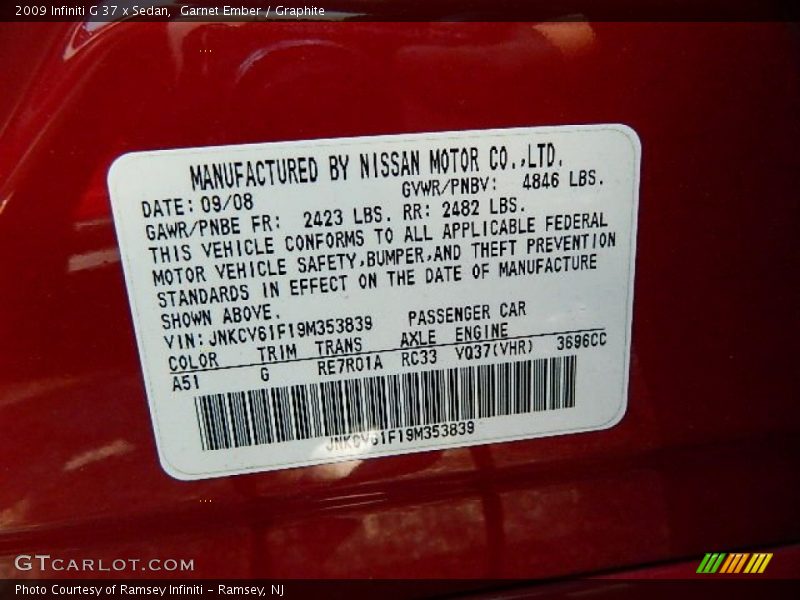 2009 Infiniti G 37 x Sedan,  Garnet Ember / Graphite
MANUFACTURED BY NISSAN MOTOR CO.,LTD.
DATE: 09/08 GVWR/PNBV: 4846 LBS.
GAWR/PNBE FR: 2423 LBS. RR: 2482 LBS.
THIS VEHICLE CONFORMS TO ALL APPLICABLE FEDERAL
MOTOR VEHICLE SAFETY,BUMPER,AND THEFT PREVENTION
STANDARDS IN EFFECT ON THE DATE OF MANUFACTURE
SHOWN ABOVE.
VIN: JNKCV61F19M353839 PASSENGER CAR
COLOR TRIM TRANS AXLE ENGINE
A51 G RE7R01A RC33 VQ37(VHR) 3696CC
JNKCV61F19M353839
GTCARLOT.COM
Photo Courtesy of Ramsey Infiniti - Ramsey, NJ